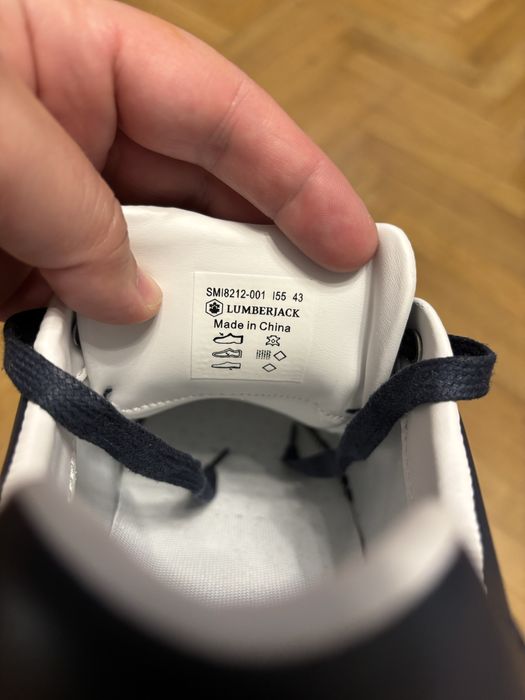 SMI8212-001 I55 43
LUMBERJACK
Made in China